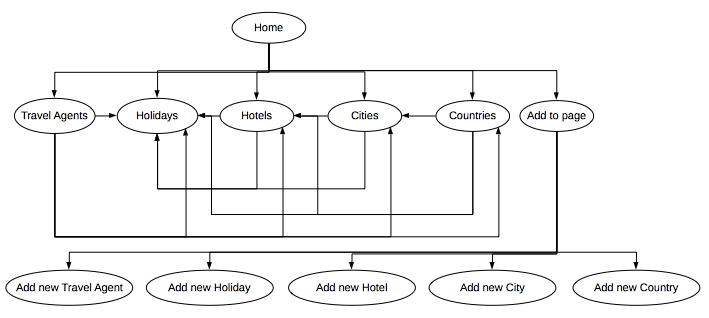 Home
Travel Agents
Holidays
Hotels
Cities
Countries
Add to page
Add new Travel Agent
Add new Holiday
Add new Hotel
Add new City
Add new Country